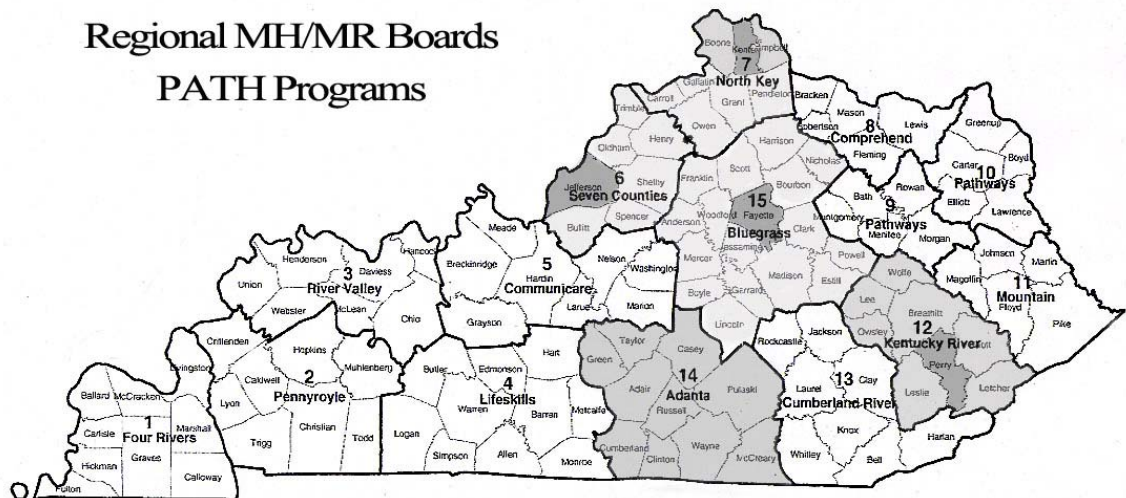 Regional MH/MR Boards
PATH Programs
Boone
Campbell
7
North Key
Gallatin
Carroll
Grant
Pendleton
Owen
Trimble
Bracken
Mason
Lewis
Robertson
8
Comprehend
Fleming
Greenup
Carter
Boyd
10
Pathways
Elliott
Lawrence
Oldham
Henry
Jefferson
6
Shelby
Seven Counties
Spencer
Bullitt
Harrison
Scott
Nicholas
Franklin
Bourbon
15
Woodford
Fayette
Anderson
Bluegrass
Clark
Mercer
Madison
Powell
Estill
Boyle
Garrard
Lincoln
Bath
Rowan
9
Montgomery
Pathways
Menifee
Morgan
Johnson
Martin
Magoffin
11
Mountain
Floyd
Pike
Wolfe
Lee
Breathitt
12
Owsley
Kentucky River
Perry
Leslie
Letcher
Meade
Breckinridge
5
Hardin
Communicare
Nelson
Washington
Larue
Marion
Grayson
Hancock
Henderson
Daviess
3
Union
River Valley
Webster
McLean
Ohio
Crittenden
Livingston
Hopkins
Muhlenberg
Caldwell
2
Pennyroyle
Lyon
Christian
Trigg
Todd
Ballard
McCracken
1
Marshall
Carlisle
Four Rivers
Graves
Hickman
Calloway
Fulton
Butler
Edmonson
Hart
4
Lifeskills
Warren
Barren
Metcalfe
Logan
Simpson
Allen
Monroe
Taylor
Casey
Green
14
Adair
Adanta
Pulaski
Russell
Cumberland
Wayne
Clinton
McCreary
Rockcastle
Jackson
Laurel
13
Clay
Cumberland River
Knox
Harlan
Whitley
Bell